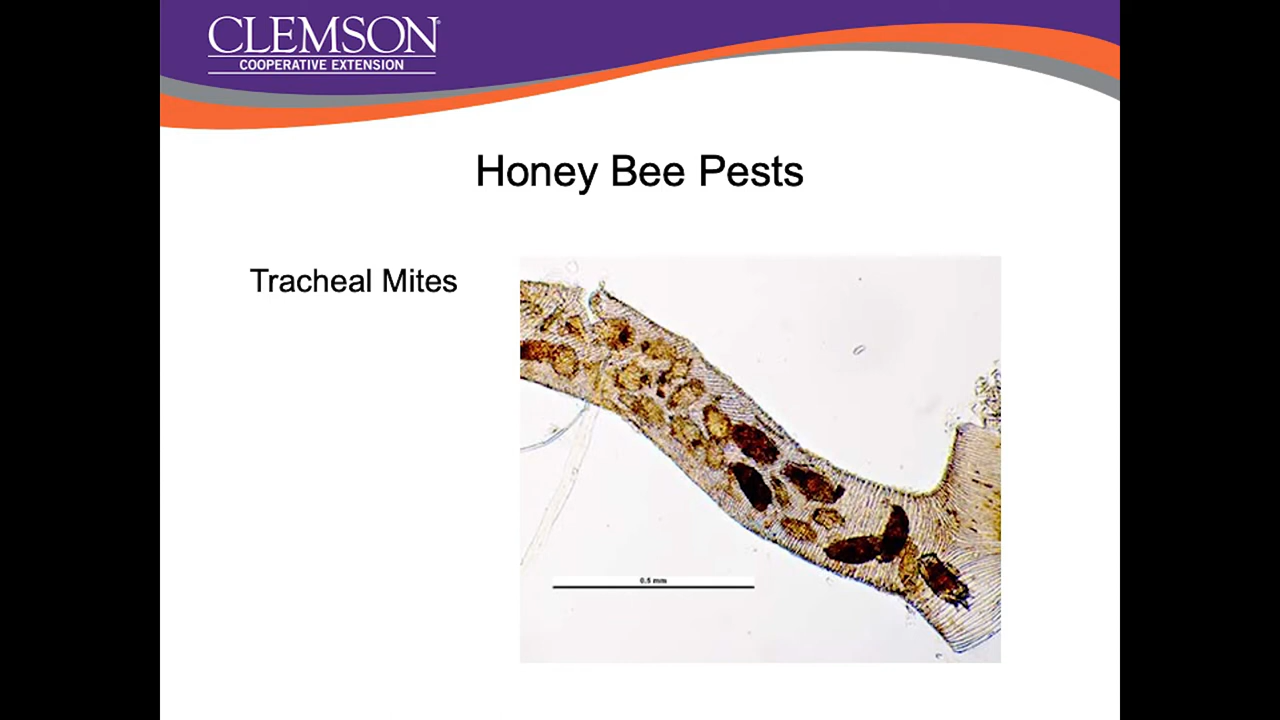 CLEMSON
COOPERATIVE EXTENSION
Honey Bee Pests
Tracheal Mites
0.5 mm